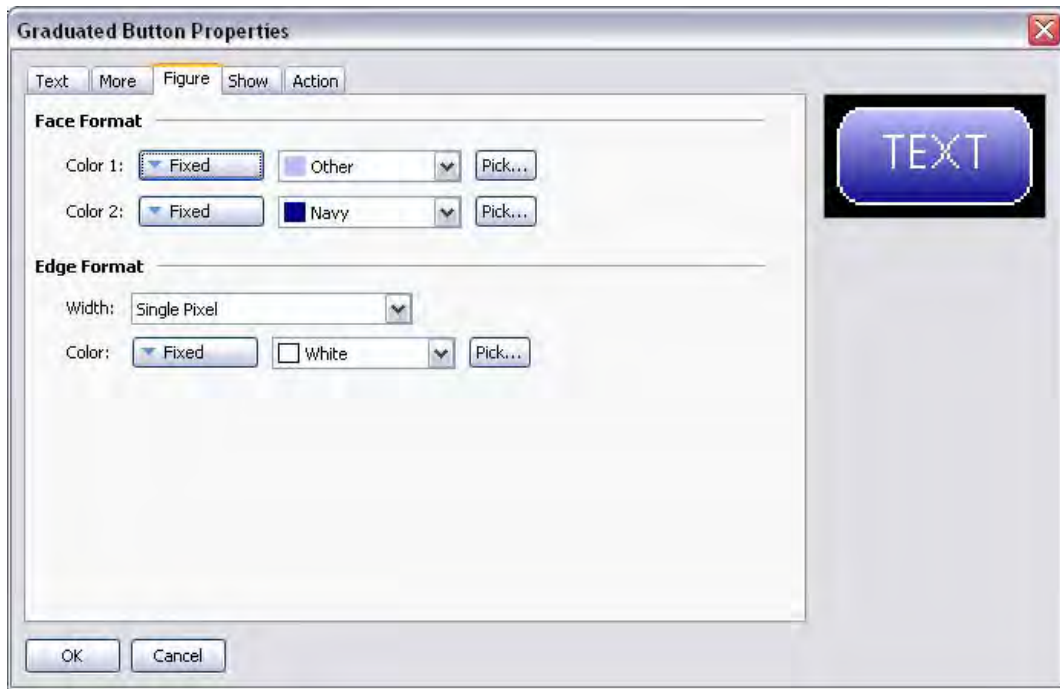 Graduated Button Properties
Text More Figure Show Action
Face Format
Color 1: Fixed Other Pick...
Color 2: Fixed Navy Pick...
Edge Format
Width: Single Pixel
Color: Fixed White Pick...
OK Cancel
TEXT